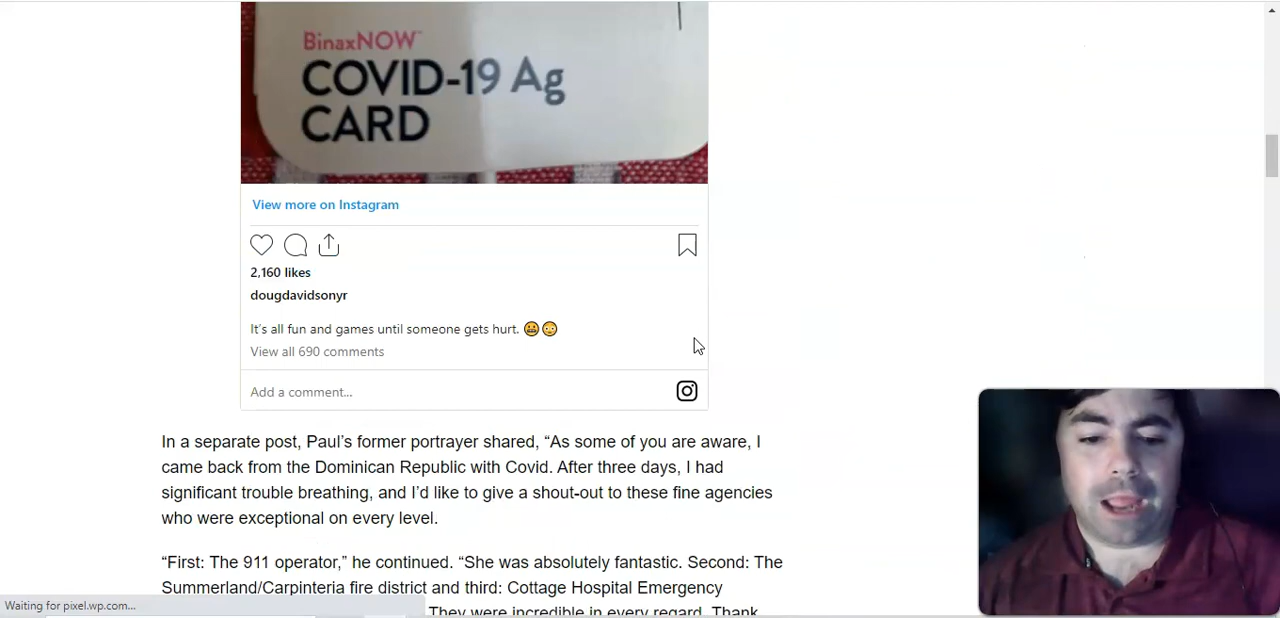 BinaxNOW™
COVID-19 Ag
CARD
View more on Instagram
2,160 likes
dougdavidsonyr
It's all fun and games until someone gets hurt. 😬😳
View all 690 comments
Add a comment...
In a separate post, Paul's former portrayer shared, “As some of you are aware, I
came back from the Dominican Republic with Covid. After three days, I had
significant trouble breathing, and I'd like to give a shout-out to these fine agencies
who were exceptional on every level.
“First: The 911 operator,” he continued. “She was absolutely fantastic. Second: The
Summerland/Carpinteria fire district and third: Cottage Hospital Emergency
They were incredible in every regard. Thank
Waiting for pixel.wp.com...